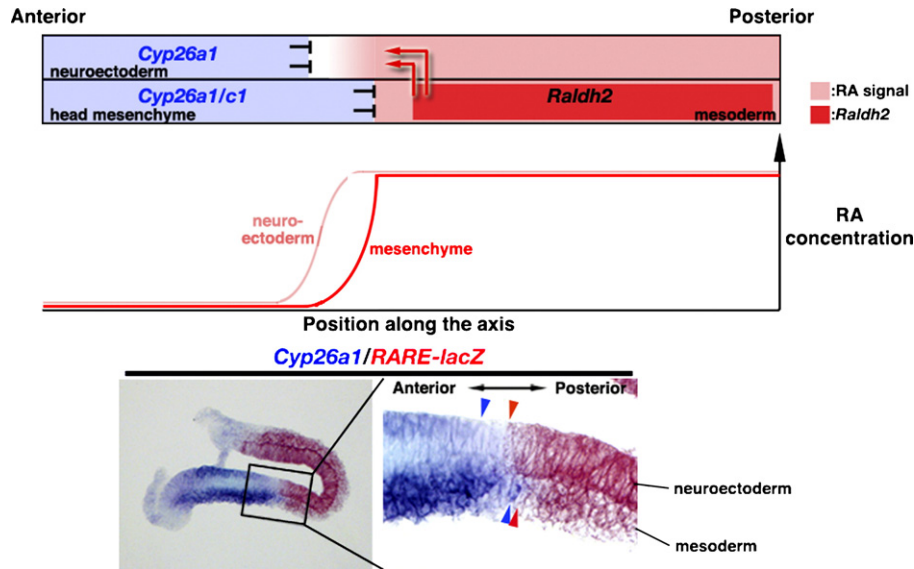 Anterior
Posterior
Cyp26a1
neuroectoderm
Cyp26a1/c1
head mesenchyme
Raldh2
mesoderm
:RA signal
:Raldh2
neuro-
ectoderm
mesenchyme
RA
concentration
Position along the axis
Cyp26a1/RARE-lacZ
Anterior
Posterior
neuroectoderm
mesoderm